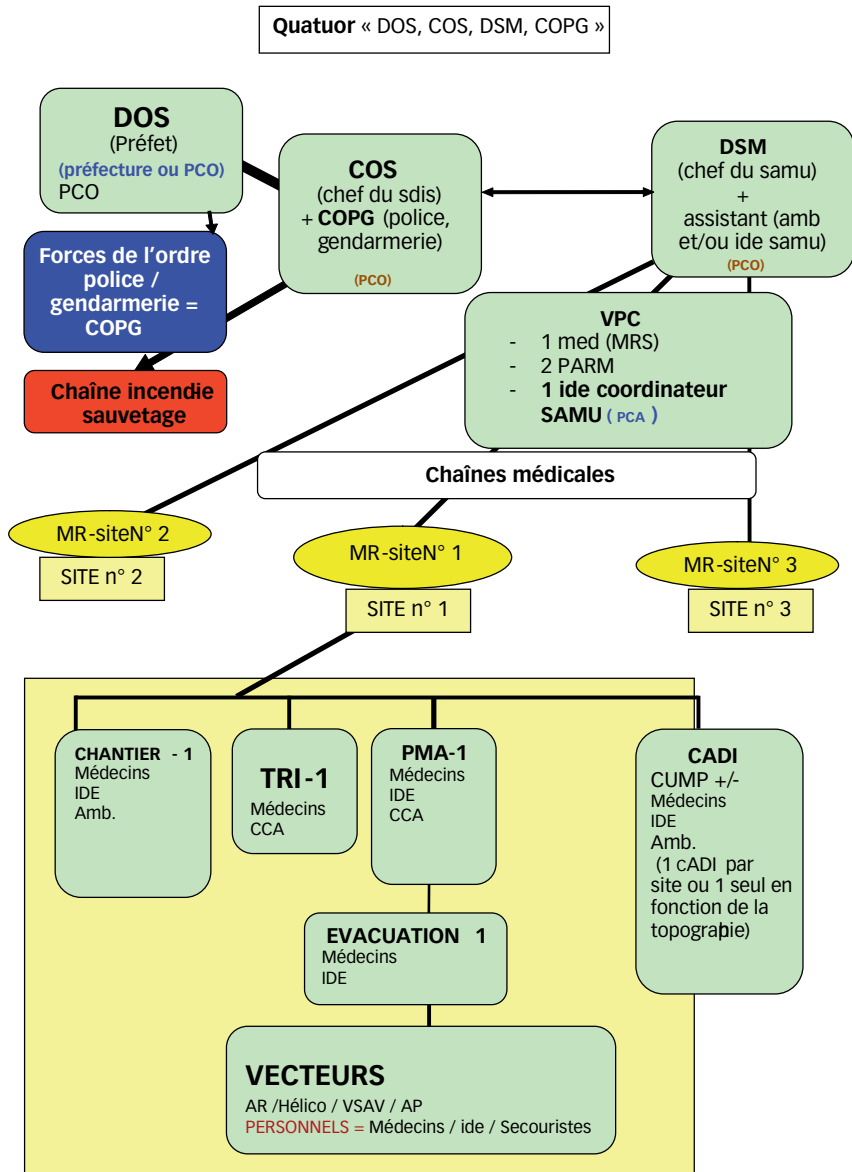 Quatuor « DOS, COS, DSM, COPG »
DOS
(Préfet)
(préfecture ou PCO)
PCO
COS
(chef du sdis)
+ COPG (police,
gendarmerie)
(PCO)
DSM
(chef du samu)
+
assistant (amb
et/ou ide samu)
(PCO)
Forces de l’ordre
police /
gendarmerie =
COPG
Chaîne incendie
sauvetage
VPC
- 1 med (MRS)
- 2 PARM
- 1 ide coordinateur
SAMU ( PCA )
Chaînes médicales
MR-siteN° 2
SITE n° 2
MR-siteN° 1
SITE n° 1
MR-siteN° 3
SITE n° 3
CHANTIER - 1
Médecins
IDE
Amb.
TRI-1
Médecins
CCA
PMA-1
Médecins
IDE
CCA
CADI
CUMP +/-
Médecins
IDE
Amb.
(1 cADI par
site ou 1 seul en
fonction de la
topographie)
EVACUATION 1
Médecins
IDE
VECTEURS
AR /Hélico / VSAV / AP
PERSONNELS = Médecins / ide / Secouristes